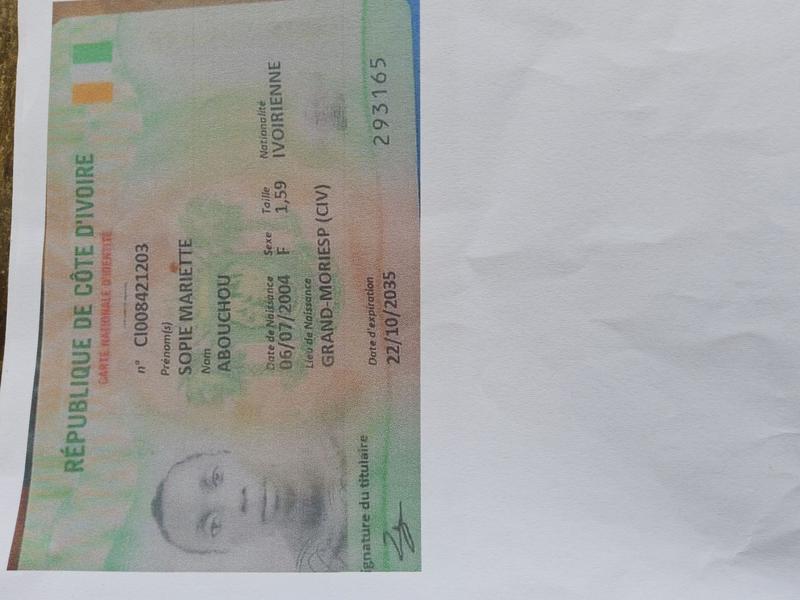 RÉPUBLIQUE DE CÔTE D'IVOIRE
CARTE NATIONALE D'IDENTITÉ
n° CI008421203
Prénom(s)
SOPIE MARIETTE
Nom
ABOUCHOU
Date de Naissance Sexe Taille Nationalité
06/07/2004 F 1,59 IVOIRIENNE
Lieu de Naissance
GRAND-MORIESP (CIV)
Date d'expiration
22/10/2035
293165
ignature du titulaire